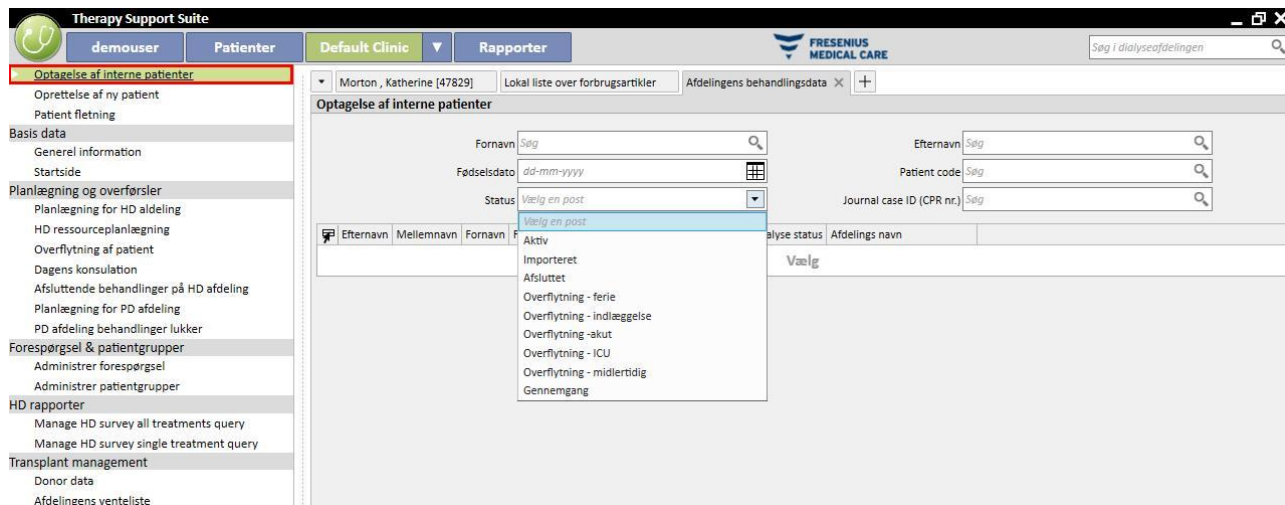 Therapy Support Suite
demouser Patienter Default Clinic Rapporter FRESENIUS MEDICAL CARE Søg i dialyseafdelingen
Optagelse af interne patienter
Oprettelse af ny patient
Patient fletning
Basis data
Generel information
Startside
Planlægning og overførsler
Planlægning for HD aldeling
HD ressourceplanlægning
Overflytning af patient
Dagens konsulation
Afsluttende behandlinger på HD afdeling
Planlægning for PD afdeling
PD afdeling behandlinger lukker
Forespørgsel & patientgrupper
Administrer forespørgsel
Administrer patientgrupper
HD rapporter
Manage HD survey all treatments query
Manage HD survey single treatment query
Transplant management
Donor data
Afdelingens venteliste
Morton , Katherine [47829] Lokal liste over forbrugsartikler Afdelingens behandlingsdata
Optagelse af interne patienter
Fornavn Søg Efternavn Søg
Fødselsdato dd-mm-yyyy Patient code Søg
Status Vælg en post Journal case ID (CPR nr.) Søg
Vælg en post
Efternavn Mellemnavn Fornavn alyse status Afdelings navn
Vælg
Aktiv
Importeret
Afsluttet
Overflytning - ferie
Overflytning - indlæggelse
Overflytning -akut
Overflytning - ICU
Overflytning - midlertidig
Gennemgang